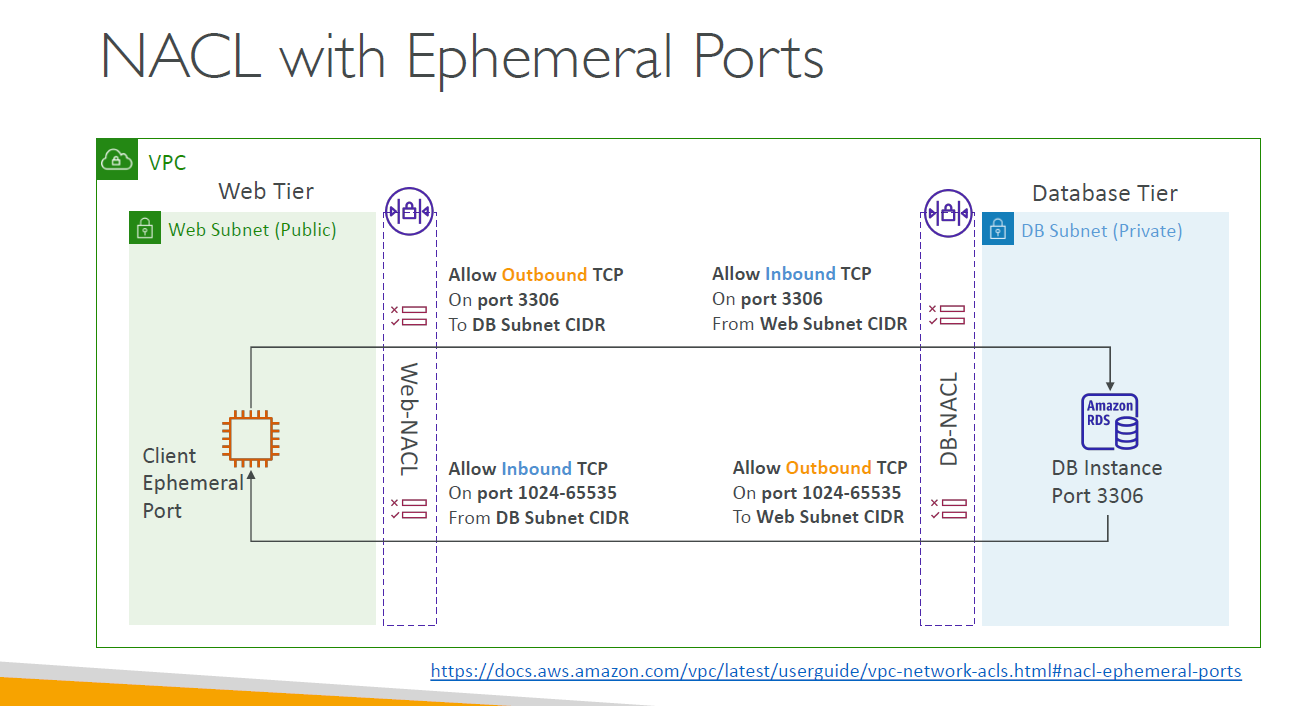 NACL with Ephemeral Ports
VPC
Web Tier
Database Tier
Web Subnet (Public)
DB Subnet (Private)
Allow Outbound TCP
On port 3306
To DB Subnet CIDR
Allow Inbound TCP
On port 3306
From Web Subnet CIDR
Web-NACL
DB-NACL
Amazon
RDS
Client
Ephemeral
Port
DB Instance
Port 3306
Allow Inbound TCP
On port 1024-65535
From DB Subnet CIDR
Allow Outbound TCP
On port 1024-65535
To Web Subnet CIDR
https://docs.aws.amazon.com/vpc/latest/userguide/vpc-network-acls.html#nacl-ephemeral-ports